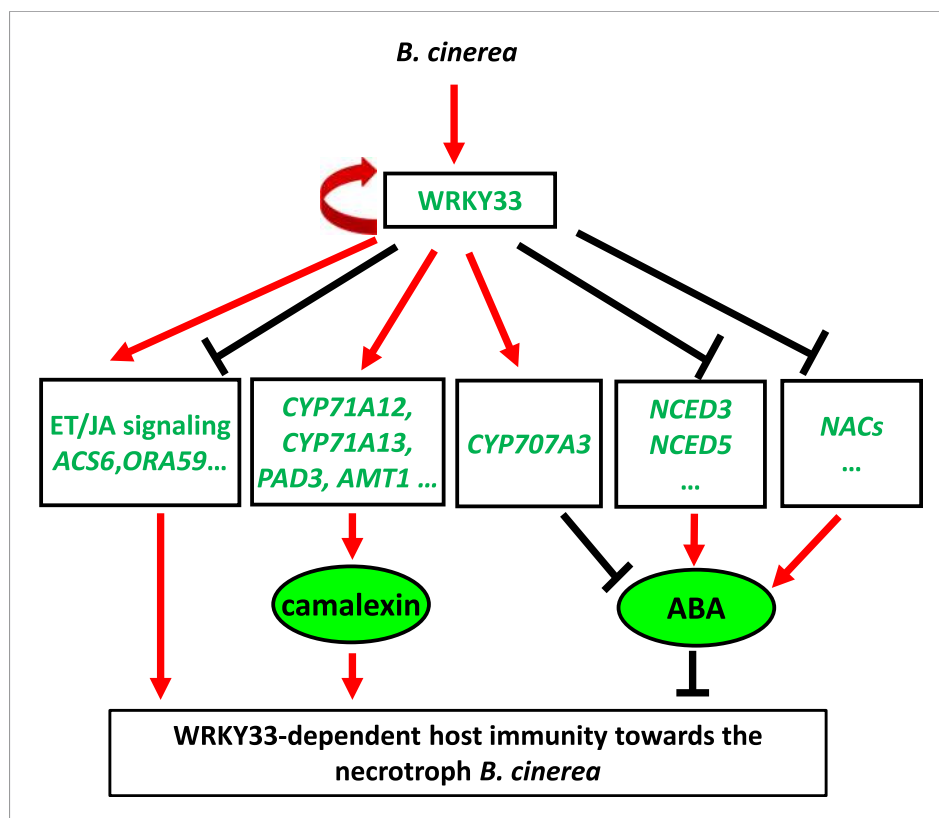 B. cinerea
WRKY33
ET/JA signaling
ACS6,ORA59...
CYP71A12,
CYP71A13,
PAD3, AMT1 ...
CYP707A3
NCED3
NCED5
...
NACs
...
camalexin
ABA
WRKY33-dependent host immunity towards the
necrotroph B. cinerea